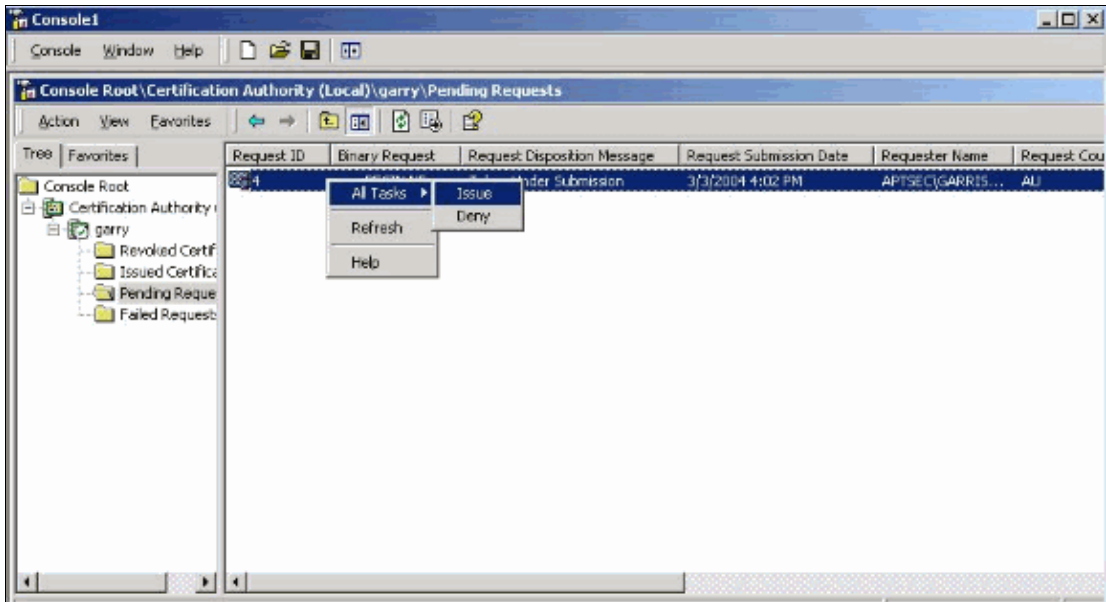 Console1
Console Window Help
Console Root\Certification Authority (Local)\garry\Pending Requests
Action View Favorites
Tree Favorites
Request ID Binary Request Request Disposition Message Request Submission Date Requester Name Request Cou
Console Root
Certification Authority
garry
Revoked Certif
Issued Certifica
Pending Reque
Failed Requests
4 Under Submission 3/3/2004 4:02 PM APTSEC\GARRIS... AU
All Tasks
Refresh
Help
Issue
Deny